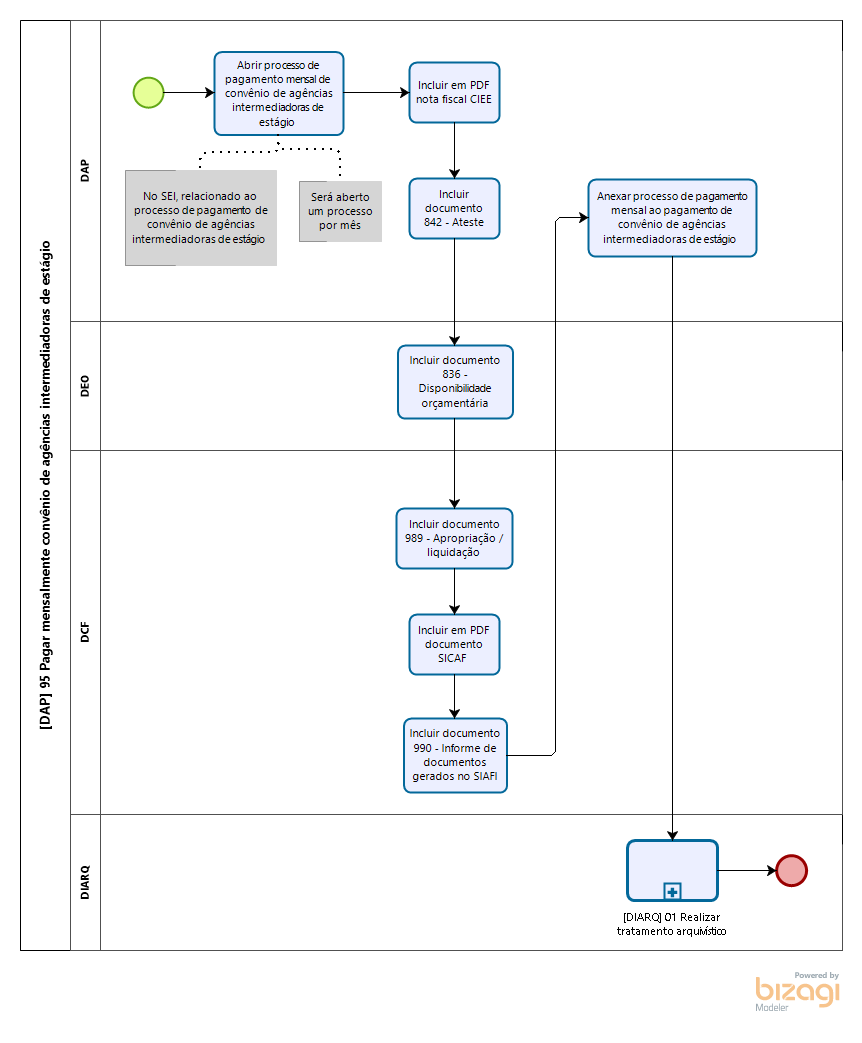 [DAP] 95 Pagar mensalmente convênio de agências intermediadoras de estágio
DAP
Abrir processo de
pagamento mensal de
convênio de agências
intermediadoras de
estágio
Incluir em PDF
nota fiscal CIEE
No SEI, relacionado ao
processo de pagamento de
convênio de agências
intermediadoras de estágio
Será aberto
um processo
por mês
Incluir
documento
842 - Ateste
Anexar processo de pagamento
mensal ao pagamento de
convênio de agências
intermediadoras de estágio
DEO
Incluir documento
836 -
Disponibilidade
orçamentária
DCF
Incluir documento
989 - Apropriação /
liquidação
Incluir em PDF
documento
SICAF
Incluir documento
990 - Informe de
documentos
gerados no SIAFI
DIARQ
[DIARQ] 01 Realizar
tratamento arquivístico
Powered by
bizagi
Modeler